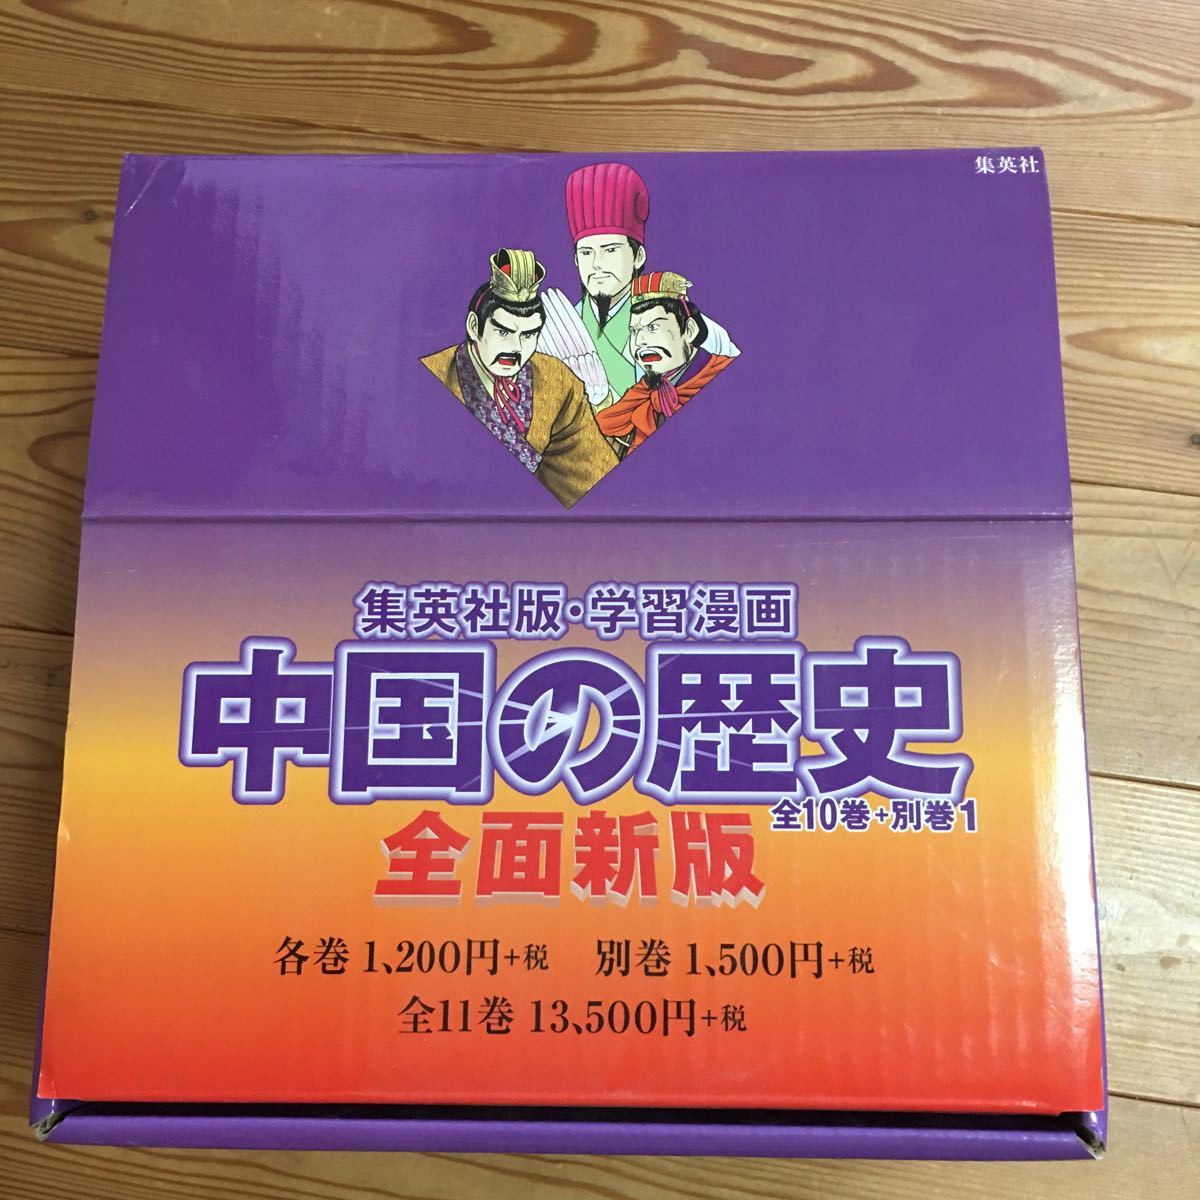 集英社
集英社版・学習漫画
中国の歴史
全10巻+別巻1
全面新版
各巻 1、200円+税 別巻 1、500円+税
全11巻 13、500円+税